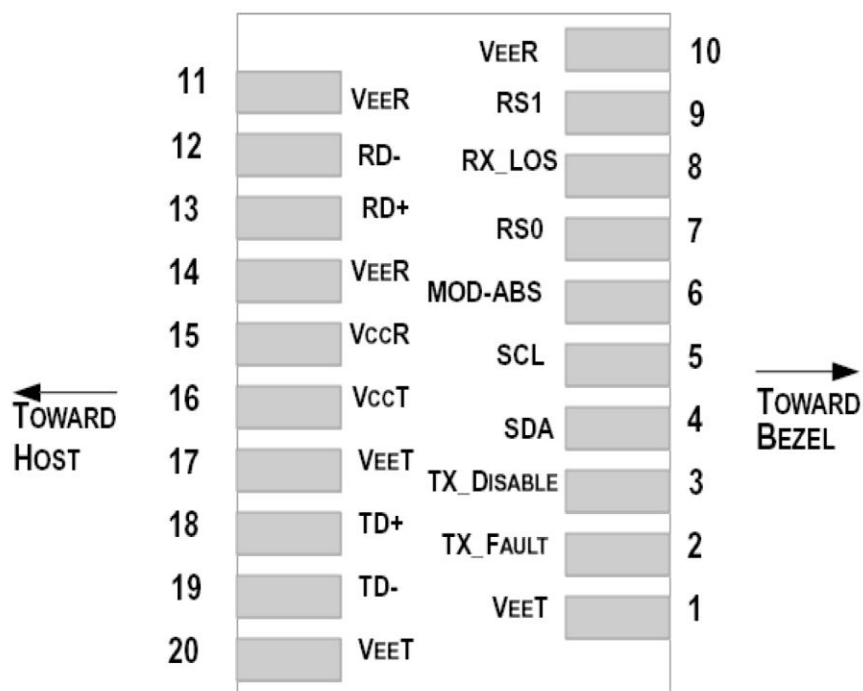 VEER 10
11 VEER
RS1 9
12 RD-
RX_LOS 8
13 RD+
RS0 7
14 VEER
MOD-ABS 6
15 VCCR
SCL 5
16 VCCT
SDA 4
17 VEET
TX_DISABLE 3
18 TD+
TX_FAULT 2
19 TD-
VEET 1
20 VEET
TOWARD
HOST
TOWARD
BEZEL